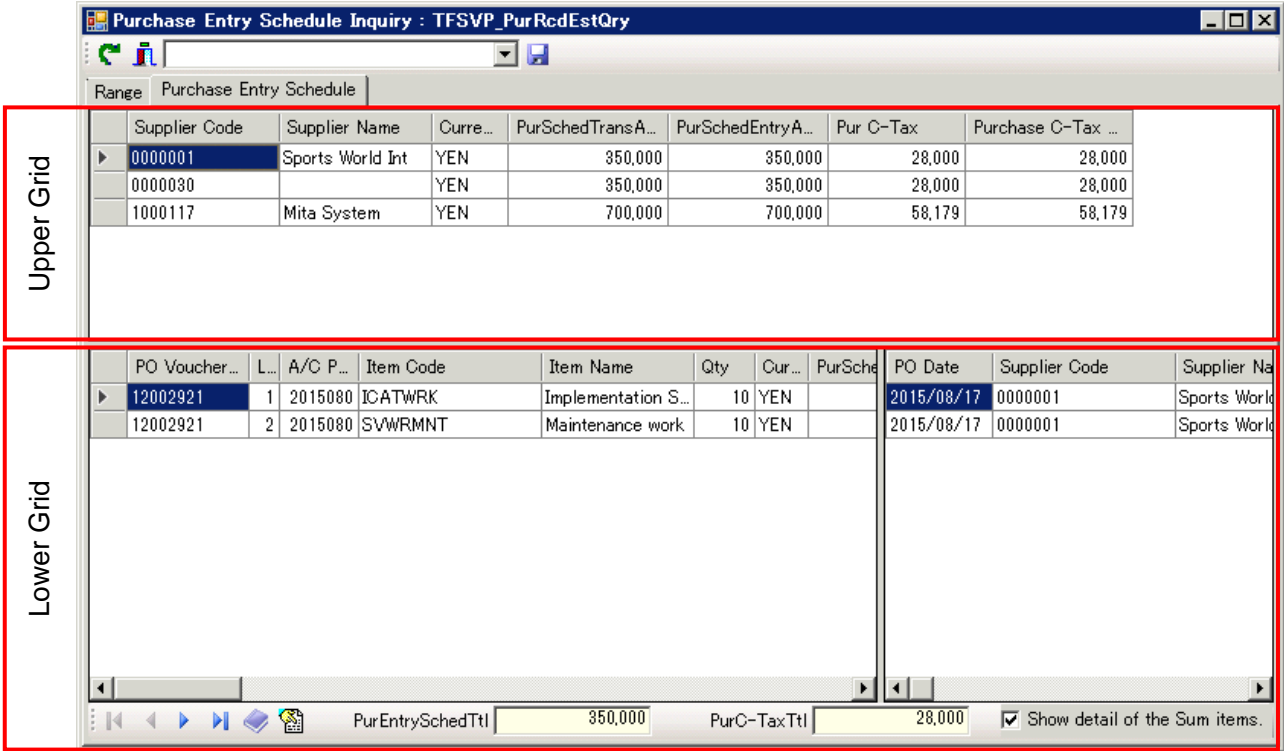 Purchase Entry Schedule Inquiry : TFSVP_PurRcdEstQry
Range Purchase Entry Schedule
Upper Grid
Supplier Code Supplier Name Curre... PurSchedTransA... PurSchedEntryA... Pur C-Tax Purchase C-Tax ...
0000001 Sports World Int YEN 350,000 350,000 28,000 28,000
0000030 YEN 350,000 350,000 28,000 28,000
1000117 Mita System YEN 700,000 700,000 58,179 58,179
Lower Grid
PO Voucher... L... A/C P... Item Code Item Name Qty Cur... PurSche PO Date Supplier Code Supplier Na
12002921 1 2015080 ICATWRK Implementation S... 10 YEN 2015/08/17 0000001 Sports World
12002921 2 2015080 SVWRMNT Maintenance work 10 YEN 2015/08/17 0000001 Sports World
PurEntrySchedTtl 350,000 PurC-TaxTtl 28,000 Show detail of the Sum items.